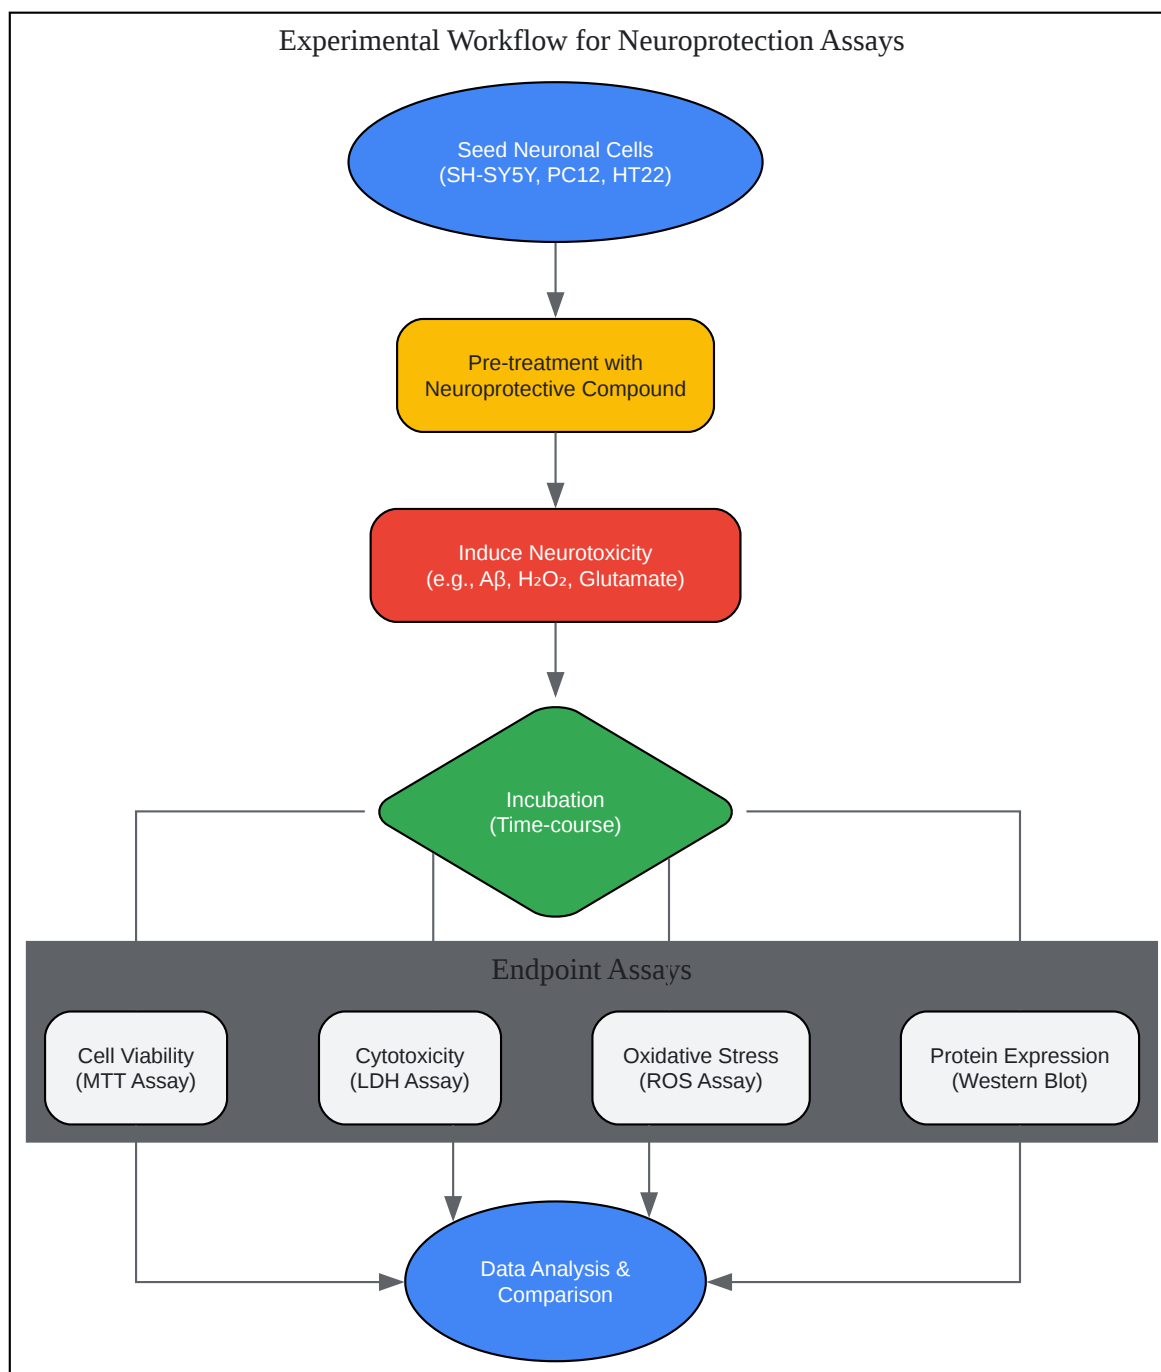 Experimental Workflow for Neuroprotection Assays
Seed Neuronal Cells
(SH-SY5Y, PC12, HT22)
Pre-treatment with
Neuroprotective Compound
Induce Neurotoxicity
(e.g., Aβ, H₂O₂, Glutamate)
Incubation
(Time-course)
Endpoint Assays
Cell Viability
(MTT Assay)
Cytotoxicity
(LDH Assay)
Oxidative Stress
(ROS Assay)
Protein Expression
(Western Blot)
Data Analysis &
Comparison